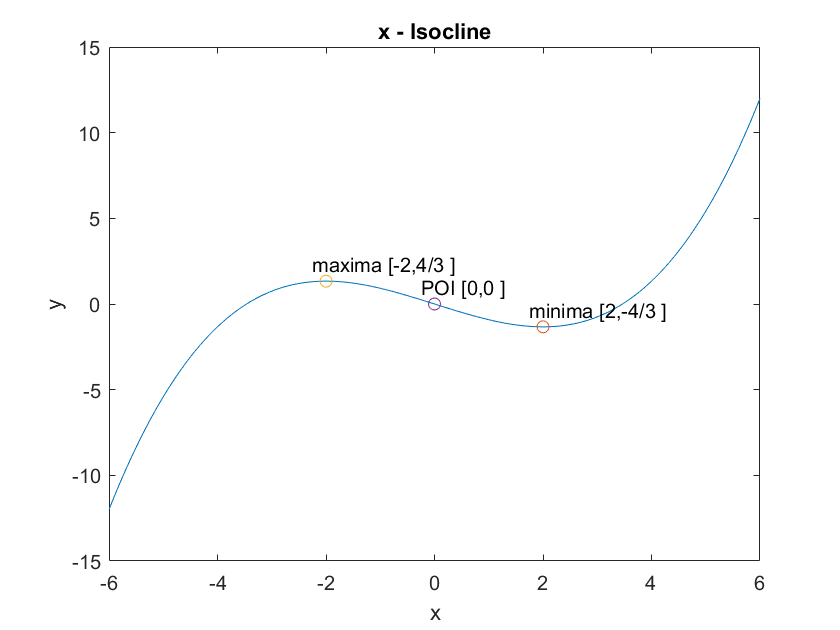 x - Isocline
15
10
5
0
-5
-10
-15
y
maxima [-2,4/3 ]
POI [0,0 ]
minima [2,-4/3 ]
-6 -4 -2 0 2 4 6
x